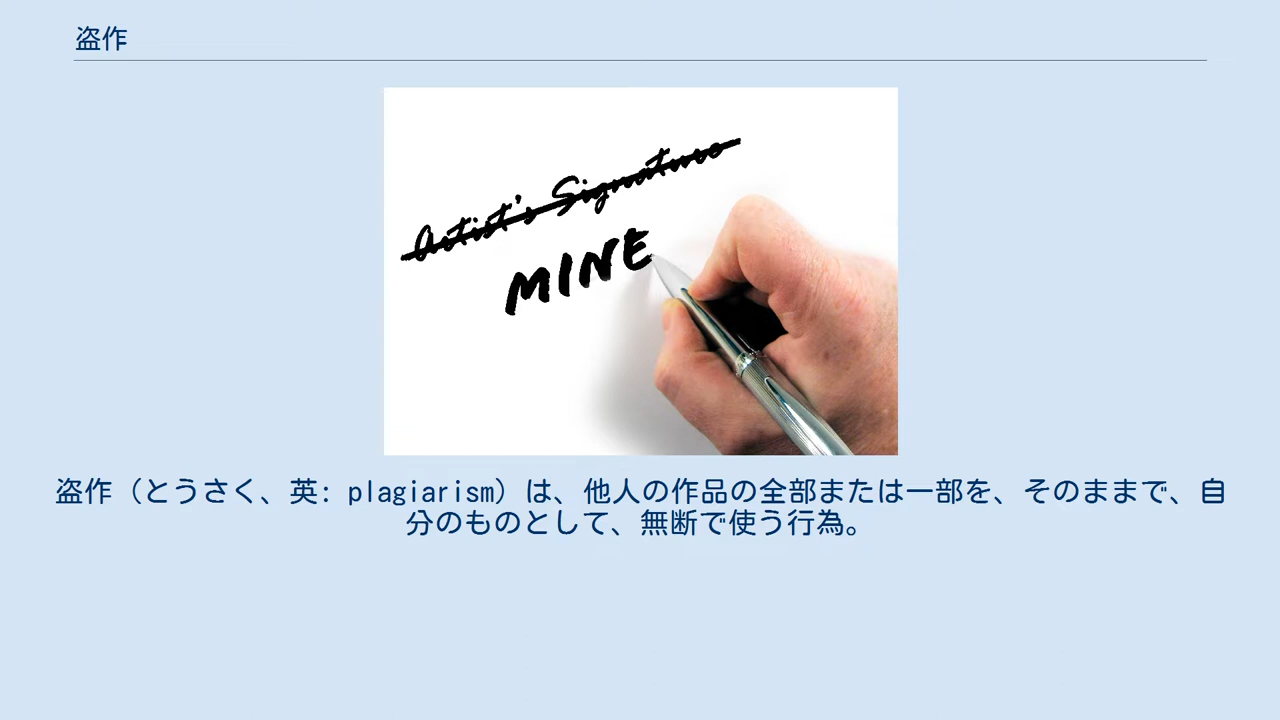 盗作
Artist's Signature
MINE
盗作（とうさく、英: plagiarism）は、他人の作品の全部または一部を、そのままで、自
分のものとして、無断で使う行為。